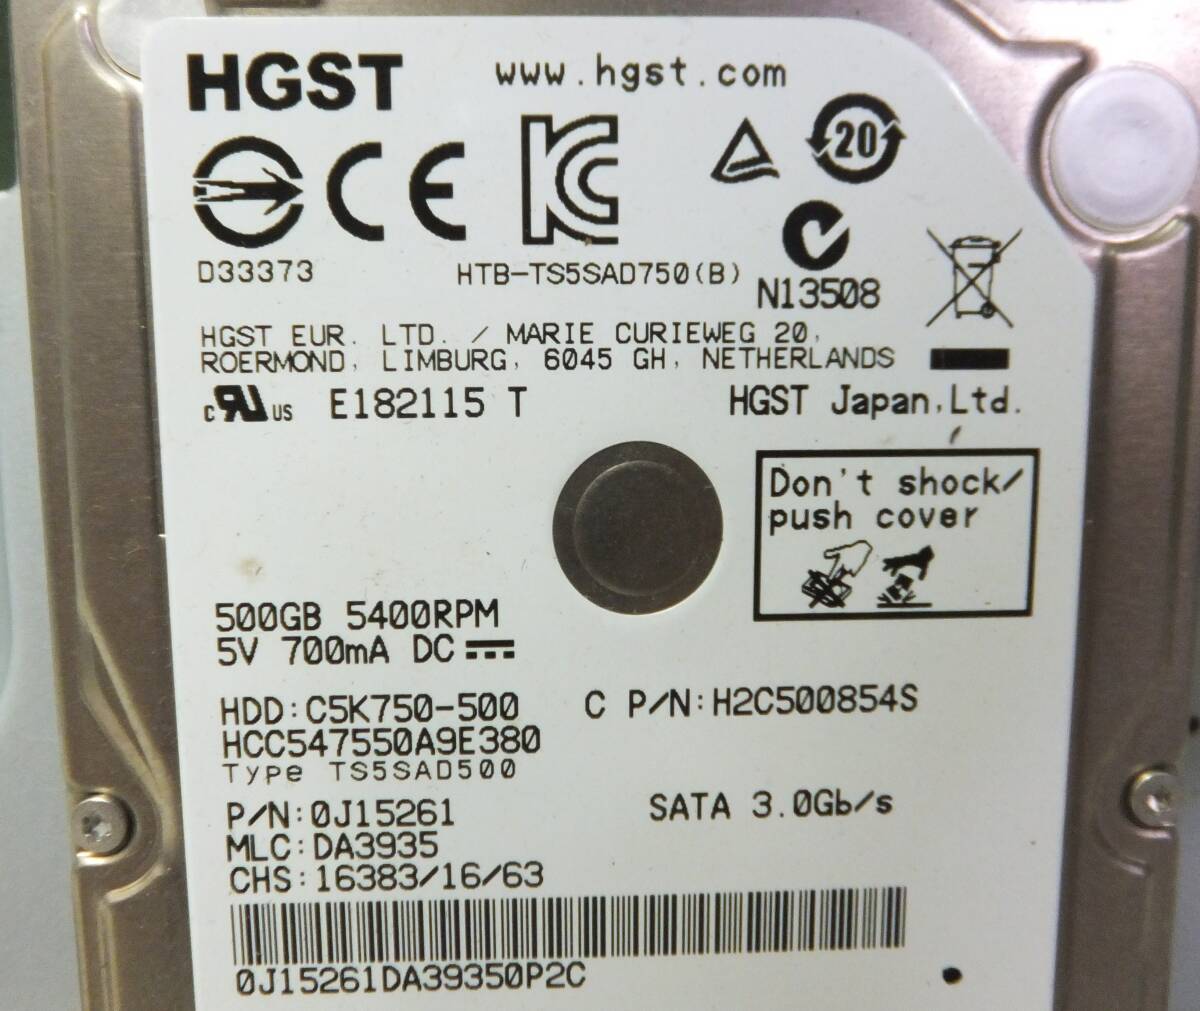 HGST
www.hgst.com
20
D33373
HTB-TS5SAD750(B)
N13508
HGST EUR. LTD. / MARIE CURIEWEG 20,
ROERMOND, LIMBURG, 6045 GH, NETHERLANDS
c RU US E182115 T
HGST Japan,Ltd.
Don't shock/
push cover
500GB 5400RPM
5V 700mA DC
HDD:C5K750-500 C P/N:H2C500854S
HCC547550A9E380
Type TS5SAD500
P/N:0J15261
SATA 3.0Gb/s
MLC:DA3935
CHS:16383/16/63
0J15261DA39350P2C